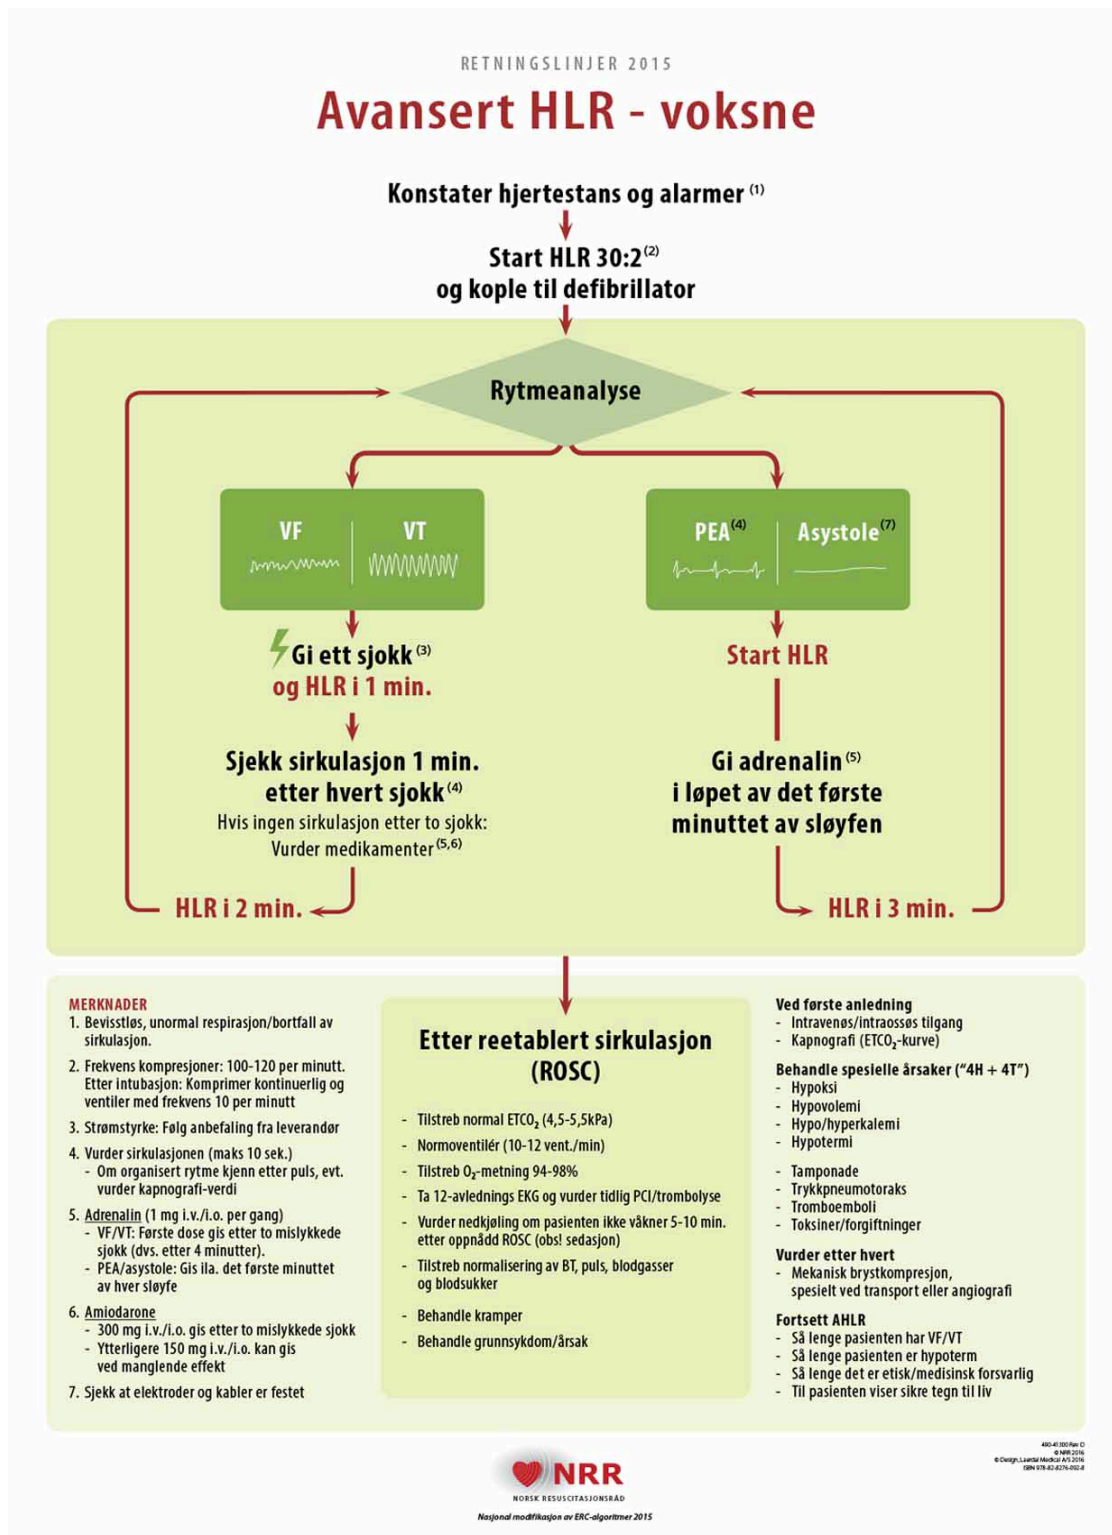 RETNINGSLINJER 2015
Avansert HLR - voksne
Konstater hjertestans og alarmer (1)
Start HLR 30:2(2)
og kople til defibrillator
Rytmeanalyse
VF
VT
Gi ett sjokk (3)
og HLR i 1 min.
Sjekk sirkulasjon 1 min.
etter hvert sjokk (4)
Hvis ingen sirkulasjon etter to sjokk:
Vurder medikamenter (5,6)
HLR i 2 min.
PEA(4)
Asystole(7)
Start HLR
Gi adrenalin (5)
i løpet av det første
minuttet av sløyfen
HLR i 3 min.
MERKNADER
1. Bevisstløs, unormal respirasjon/bortfall av
sirkulasjon.
2. Frekvens kompresjoner: 100-120 per minutt.
Etter intubasjon: Komprimer kontinuerlig og
ventiler med frekvens 10 per minutt
3. Strømstyrke: Følg anbefaling fra leverandør
4. Vurder sirkulasjonen (maks 10 sek.)
- Om organisert rytme kjenn etter puls, evt.
vurder kapnografi-verdi
5. Adrenalin (1 mg i.v./i.o. per gang)
- VF/VT: Første dose gis etter to mislykkede
sjokk (dvs. etter 4 minutter).
- PEA/asystole: Gis ila. det første minuttet
av hver sløyfe
6. Amiodarone
- 300 mg i.v./i.o. gis etter to mislykkede sjokk
- Ytterligere 150 mg i.v./i.o. kan gis
ved manglende effekt
7. Sjekk at elektroder og kabler er festet
Etter reetablert sirkulasjon
(ROSC)
- Tilstreb normal ETCO₂ (4,5-5,5kPa)
- Normoventilér (10-12 vent./min)
- Tilstreb O₂-metning 94-98%
- Ta 12-avlednings EKG og vurder tidlig PCI/trombolyse
- Vurder nedkjøling om pasienten ikke våkner 5-10 min.
etter oppnådd ROSC (obs! sedasjon)
- Tilstreb normalisering av BT, puls, blodgasser
og blodsukker
- Behandle kramper
- Behandle grunnsykdom/årsak
Ved første anledning
- Intravenøs/intraossøs tilgang
- Kapnografi (ETCO₂-kurve)
Behandle spesielle årsaker (“4H + 4T”)
- Hypoksi
- Hypovolemi
- Hypo/hyperkalemi
- Hypotermi
- Tamponade
- Trykkpneumotoraks
- Tromboemboli
- Toksiner/forgiftninger
Vurder etter hvert
- Mekanisk brystkompresjon,
spesielt ved transport eller angiografi
Fortsett AHLR
- Så lenge pasienten har VF/VT
- Så lenge pasienten er hypoterm
- Så lenge det er etisk/medisinsk forsvarlig
- Til pasienten viser sikre tegn til liv
NRR
NORSK RESUSCITASJONSRÅD
Nasjonal modifikasjon av ERC-algoritmer 2015
490-41300 Rev D
© NRR 2016
© Design, Laerdal Medical A/S 2016
ISBN 978-82-8276-092-8